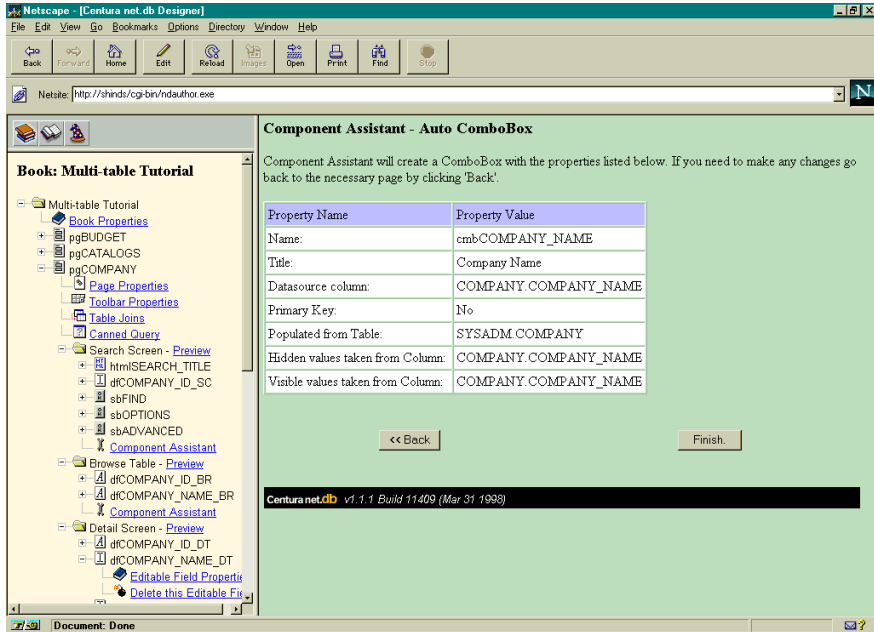 Netscape - [Centura net.db Designer]
File Edit View Go Bookmarks Options Directory Window Help
Back Forward Home Edit Reload Images Open Print Find Stop
Netsite: http://shinds/cgi-bin/ndauthor.exe
N
Book: Multi-table Tutorial
Multi-table Tutorial
Book Properties
pgBUDGET
pgCATALOGS
pgCOMPANY
Page Properties
Toolbar Properties
Table Joins
Canned Query
Search Screen - Preview
htmlSEARCH_TITLE
dfCOMPANY_ID_SC
sbFIND
sbOPTIONS
sbADVANCED
Component Assistant
Browse Table - Preview
dfCOMPANY_ID_BR
dfCOMPANY_NAME_BR
Component Assistant
Detail Screen - Preview
dfCOMPANY_ID_DT
dfCOMPANY_NAME_DT
Editable Field Propertie
Delete this Editable Fie
Component Assistant - Auto ComboBox
Component Assistant will create a ComboBox with the properties listed below. If you need to make any changes go
back to the necessary page by clicking 'Back'.
Property Name Property Value
Name: cmbCOMPANY_NAME
Title: Company Name
Datasource column: COMPANY.COMPANY_NAME
Primary Key: No
Populated from Table: SYSADM.COMPANY
Hidden values taken from Column: COMPANY.COMPANY_NAME
Visible values taken from Column: COMPANY.COMPANY_NAME
<< Back Finish.
Centura net.db v1.1.1 Build 11409 (Mar 31 1998)
Document: Done